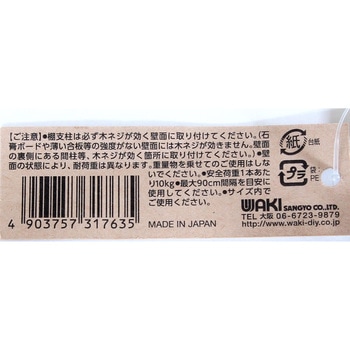 【ご注意】●棚支柱は必ず木ネジが効く壁面に取り付けてください。(石
膏ボードや薄い合板等の強度がない壁面には木ネジが効きません。壁面
の裏側にある間柱等、木ネジが効く箇所に取り付けてください。)●壁
面の状態により、耐荷重は異なります。重量物を乗せてのご使用はしな
いでください。●安全荷重1本あ
たり10kg●最大90cm間隔を目安に
使用してください。●サイズ内で
ご使用ください。
4 903757 317635
MADE IN JAPAN
紙
台紙
プラ
袋:
PE
WAKI SANGYO CO.,LTD.
TEL 大阪 06-6723-9879
http://www.waki-diy.co.jp/